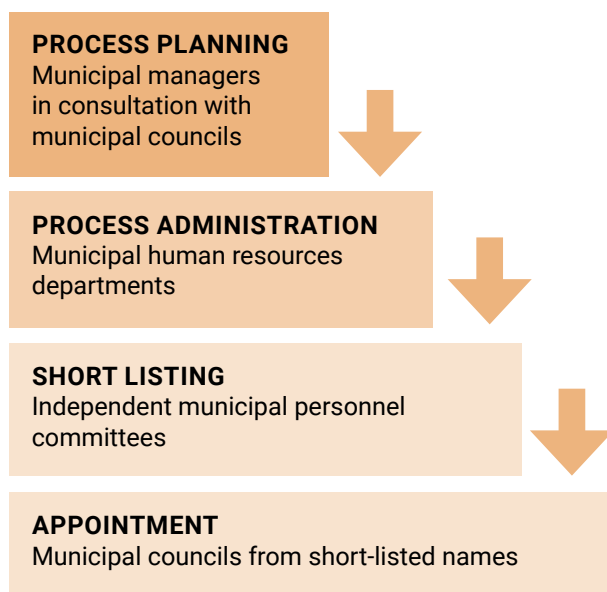 PROCESS PLANNING
Municipal managers
in consultation with
municipal councils
PROCESS ADMINISTRATION
Municipal human resources
departments
SHORT LISTING
Independent municipal personnel
committees
APPOINTMENT
Municipal councils from short-listed names